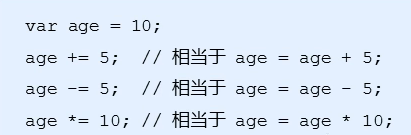 var age = 10;
age += 5;  // 相当于 age = age + 5;
age -= 5;  // 相当于 age = age - 5;
age *= 10; // 相当于 age = age * 10;